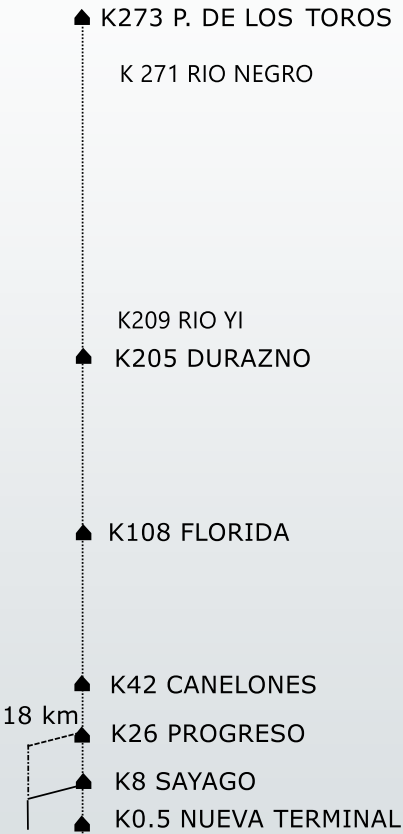 K273 P. DE LOS TOROS
K 271 RIO NEGRO
K209 RIO YI
K205 DURAZNO
K108 FLORIDA
K42 CANELONES
18 km
K26 PROGRESO
K8 SAYAGO
K0.5 NUEVA TERMINAL